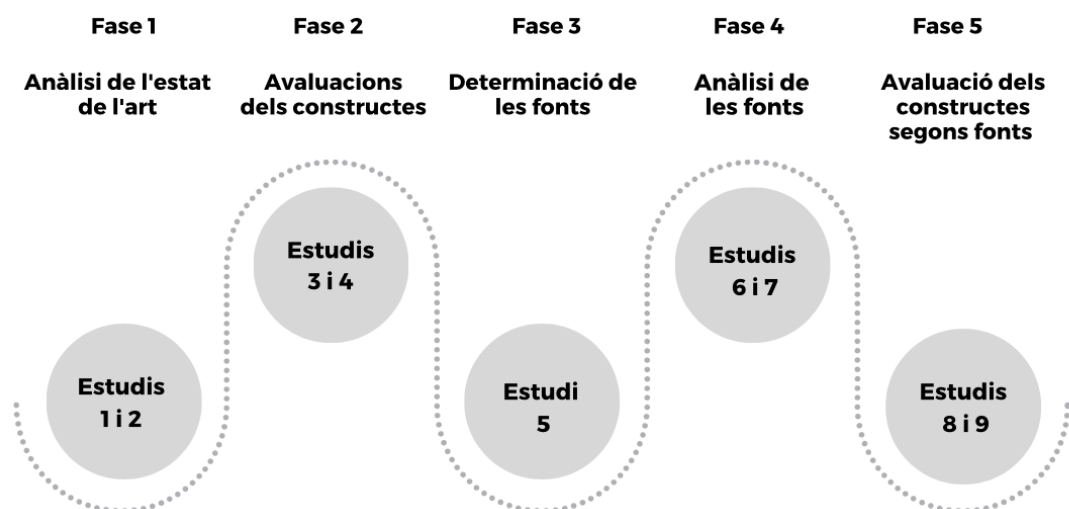 Fase 1
Anàlisi de l'estat
de l'art
Fase 2
Avaluacions
dels constructes
Fase 3
Determinació de
les fonts
Fase 4
Anàlisi de
les fonts
Fase 5
Avaluació dels
constructes
segons fonts
Estudis
1 i 2
Estudis
3 i 4
Estudi
5
Estudis
6 i 7
Estudis
8 i 9